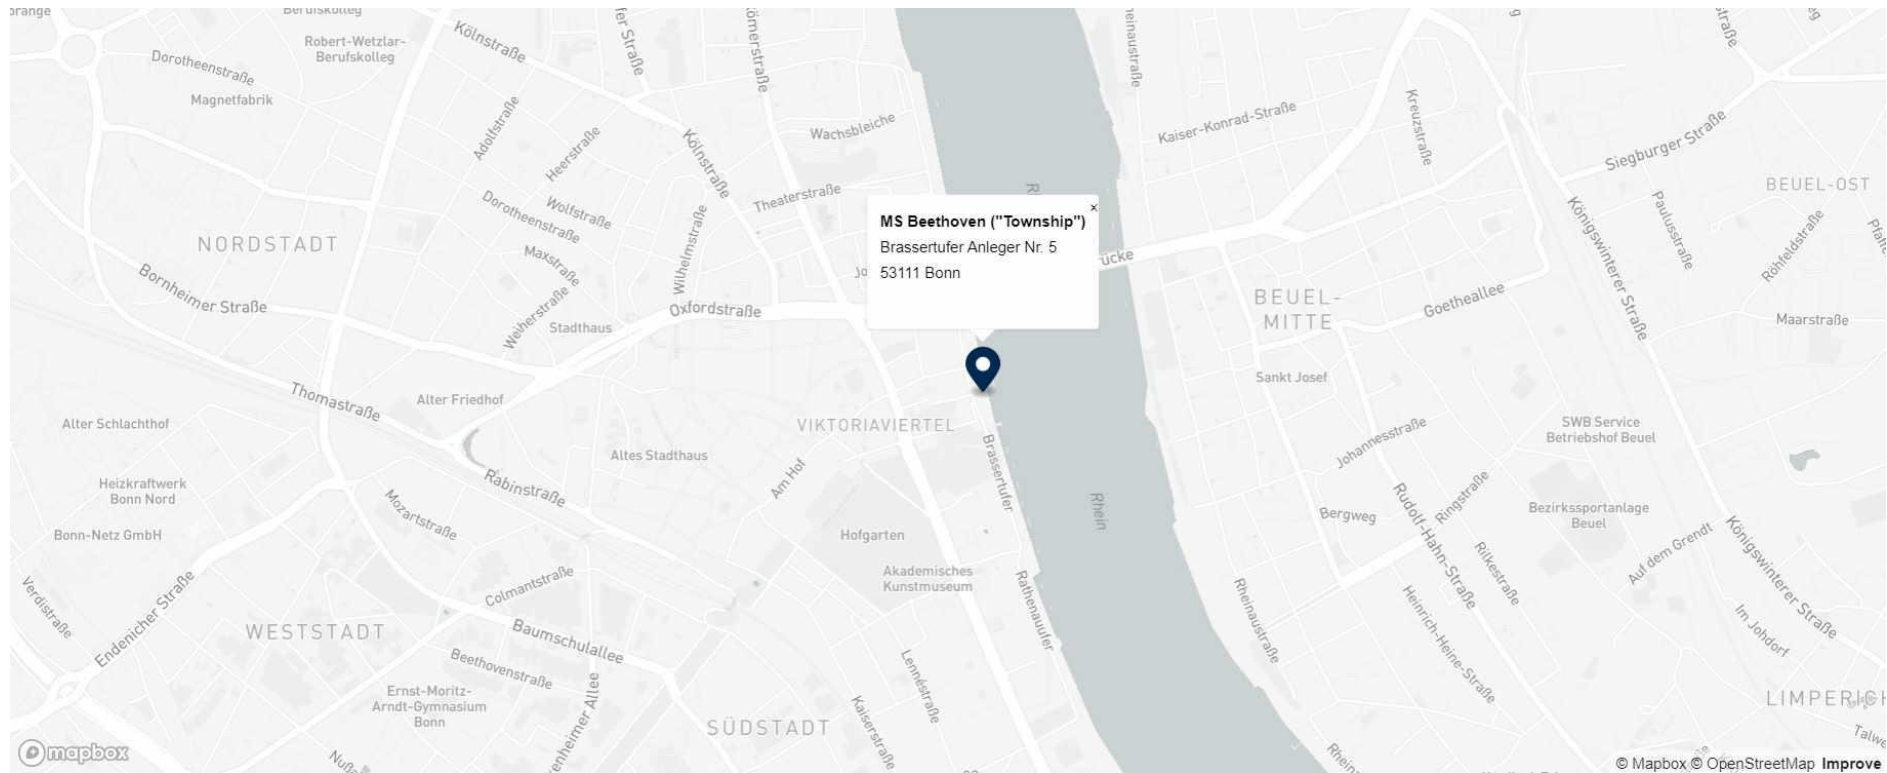 orange
Berufskolleg
Robert-Wetzlar-
Berufskolleg
Kölnstraße
Dorotheenstraße
Magnetfabrik
Adolfstraße
Heerstraße
Kölnstraße
Wachsbleiche
Theaterstraße
Dorotheenstraße
Wolfstraße
Maxstraße
Wilhelmstraße
NORDSTADT
Bornheimer Straße
Weiherstraße
Stadthaus
Oxfordstraße
MS Beethoven ("Township")
Brassertufer Anleger Nr. 5
53111 Bonn
×
ücke
Kaiser-Konrad-Straße
Kreuzstraße
Siegburger Straße
BEUEL-OST
Paulusstraße
Röhfeldstraße
Königswinterer Straße
BEUEL-
MITTE
Goetheallee
Maarstraße
Sankt Josef
Thomastraße
Alter Friedhof
Alter Schlachthof
VIKTORIAVIERTEL
Altes Stadthaus
Am Hof
Brassertufer
Rhein
Johannesstraße
SWB Service
Betriebshof Beuel
Heizkraftwerk
Bonn Nord
Rabinstraße
Mozartstraße
Bonn-Netz GmbH
Hofgarten
Akademisches
Kunstmuseum
Bergweg
Ringstraße
Rudolf-Hahn-Straße
Bezirkssportanlage
Beuel
Auf dem Grendt
Königswinterer Straße
Rilkestraße
Im Johdorf
Heinrich-Heine-Straße
Rheinaustraße
Rathenauufer
Verdistraße
Endenicher Straße
Colmantstraße
WESTSTADT
Baumschulallee
Beethovenstraße
Ernst-Moritz-
Arndt-Gymnasium
Bonn
Lennéstraße
Kaiserstraße
SÜDSTADT
LIMPERICH
mapbox
© Mapbox © OpenStreetMap Improve